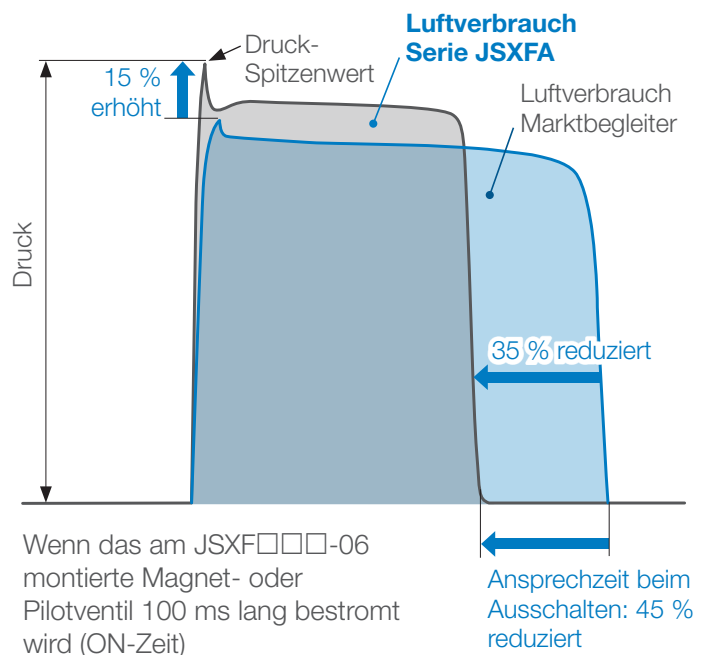 Druck-
Spitzenwert
Luftverbrauch
Serie JSXFA
15 %
erhöht
Luftverbrauch
Marktbegleiter
Druck
35 % reduziert
Wenn das am JSXF□□□-06
montierte Magnet- oder
Pilotventil 100 ms lang bestromt
wird (ON-Zeit)
Ansprechzeit beim
Ausschalten: 45 %
reduziert